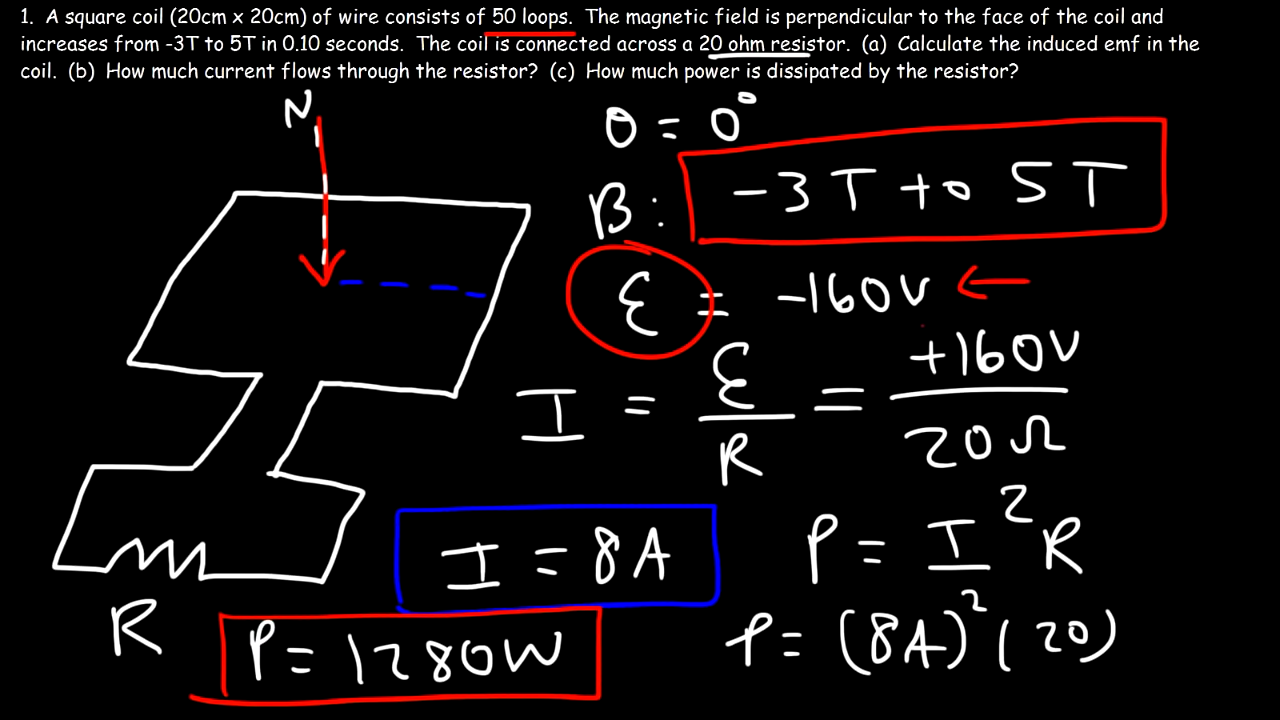 1. A square coil (20cm x 20cm) of wire consists of 50 loops. The magnetic field is perpendicular to the face of the coil and
increases from -3T to 5T in 0.10 seconds. The coil is connected across a 20 ohm resistor. (a) Calculate the induced emf in the
coil. (b) How much current flows through the resistor? (c) How much power is dissipated by the resistor?
N
θ = 0°
B: -3T to 5T
ε = -160V
I = ε/R = +160V/20Ω
I = 8A
P = I²R
R
P = 1280W
P = (8A)²(20)